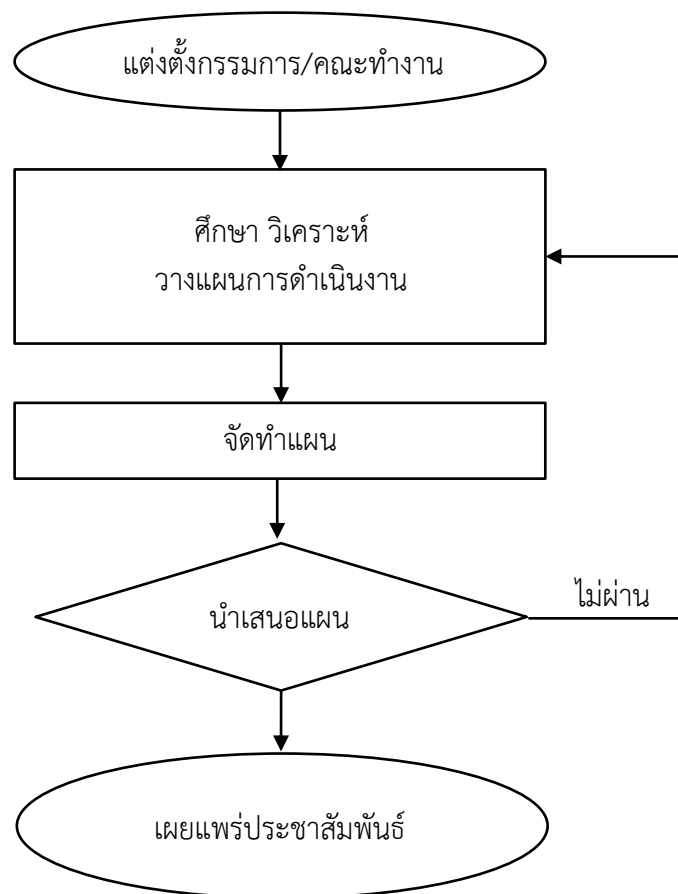 แต่งตั้งกรรมการ/คณะทำงาน
ศึกษา วิเคราะห์
วางแผนการดำเนินงาน
จัดทำแผน
นำเสนอแผน
ไม่ผ่าน
เผยแพร่ประชาสัมพันธ์